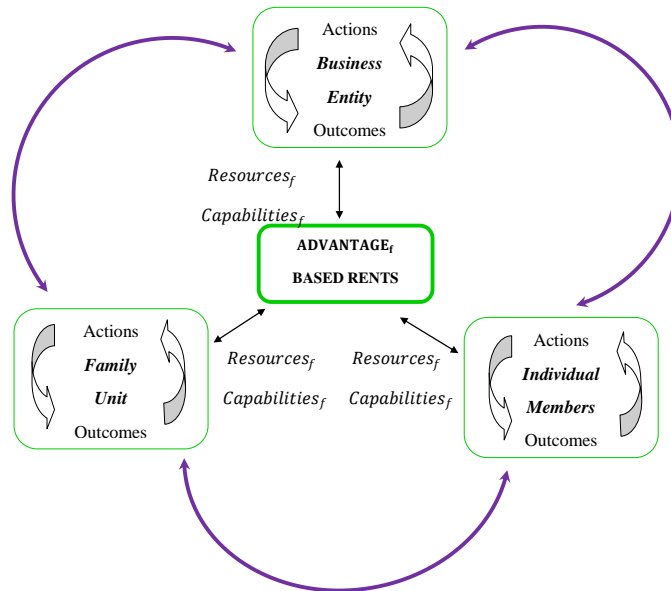 Actions
Business
Entity
Outcomes
Resources_f
Capabilities_f
ADVANTAGE_f
BASED RENTS
Actions
Family
Unit
Outcomes
Resources_f
Capabilities_f
Resources_f
Capabilities_f
Actions
Individual
Members
Outcomes